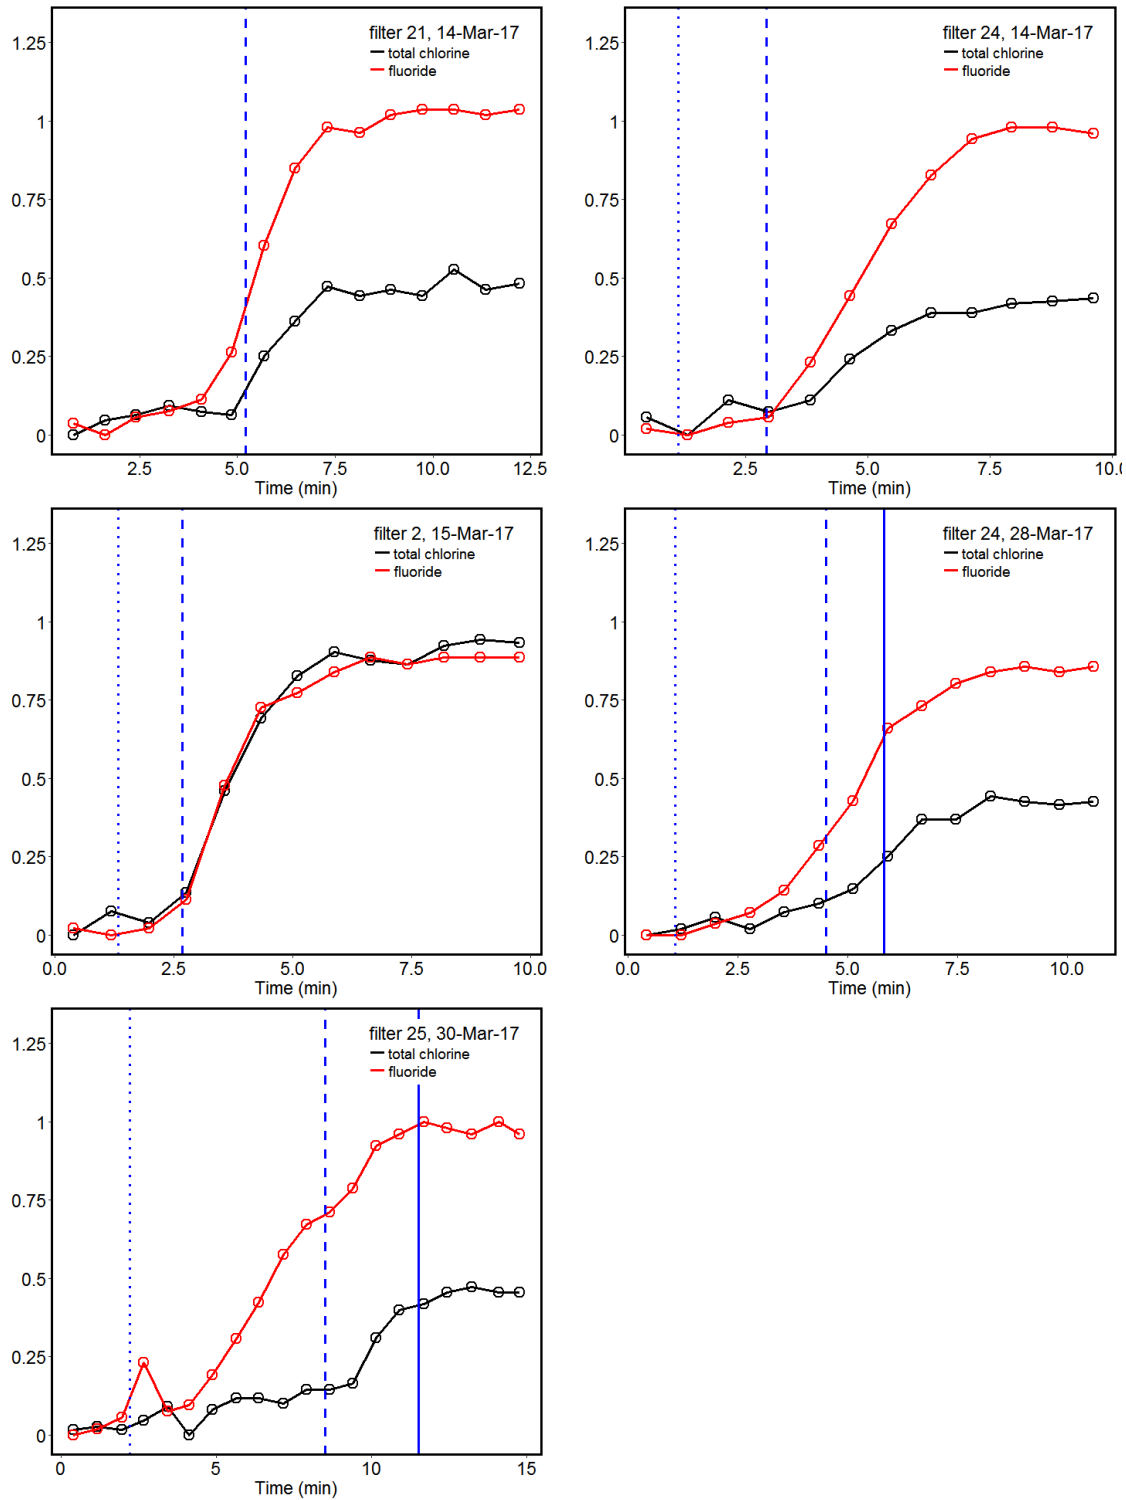 filter 21, 14-Mar-17
total chlorine
fluoride
1.25
1
0.75
0.5
0.25
0
2.5 5.0 7.5 10.0 12.5
Time (min)
filter 24, 14-Mar-17
total chlorine
fluoride
1.25
1
0.75
0.5
0.25
0
2.5 5.0 7.5 10.0
Time (min)
filter 2, 15-Mar-17
total chlorine
fluoride
1.25
1
0.75
0.5
0.25
0
0.0 2.5 5.0 7.5 10.0
Time (min)
filter 24, 28-Mar-17
total chlorine
fluoride
1.25
1
0.75
0.5
0.25
0
0.0 2.5 5.0 7.5 10.0
Time (min)
filter 25, 30-Mar-17
total chlorine
fluoride
1.25
1
0.75
0.5
0.25
0
0 5 10 15
Time (min)